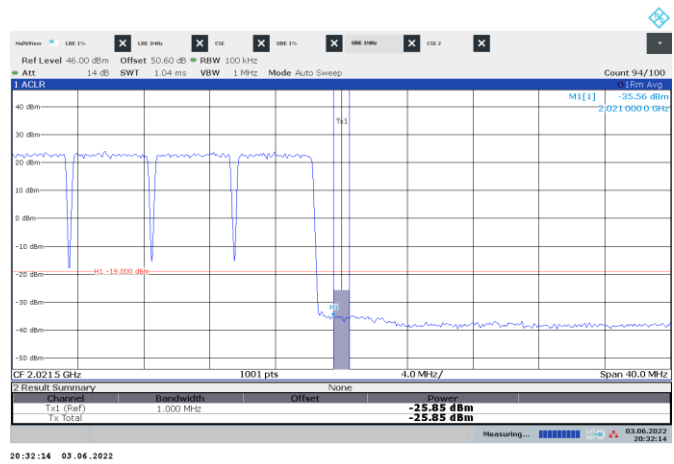 MultiView LBE 1% X LBE 1MHz X CSE X UBE 1% X UBE 1MHz X CSE 2 X
Ref Level 46.00 dBm Offset 50.60 dB RBW 100 kHz
Att 14 dB SWT 1.04 ms VBW 1 MHz Mode Auto Sweep Count 94/100
1 ACLR 1Rm Avg
M1[1] -35.56 dBm
2.021 000 0 GHz
40 dBm
Tx1
30 dBm
20 dBm
10 dBm
0 dBm
-10 dBm
H1 -19.000 dBm
-20 dBm
-30 dBm
M1
-40 dBm
-50 dBm
CF 2.0215 GHz 1001 pts 4.0 MHz/ Span 40.0 MHz
2 Result Summary None
Channel Bandwidth Offset Power
Tx1 (Ref) 1.000 MHz -25.85 dBm
Tx Total -25.85 dBm
Measuring... 03.06.2022
20:32:14
20:32:14 03.06.2022